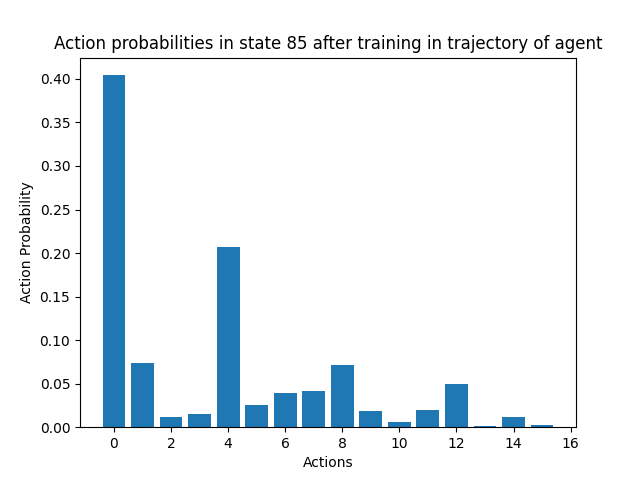 Action probabilities in state 85 after training in trajectory of agent
0.40
0.35
0.30
0.25
0.20
0.15
0.10
0.05
0.00
Action Probability
0 2 4 6 8 10 12 14 16
Actions